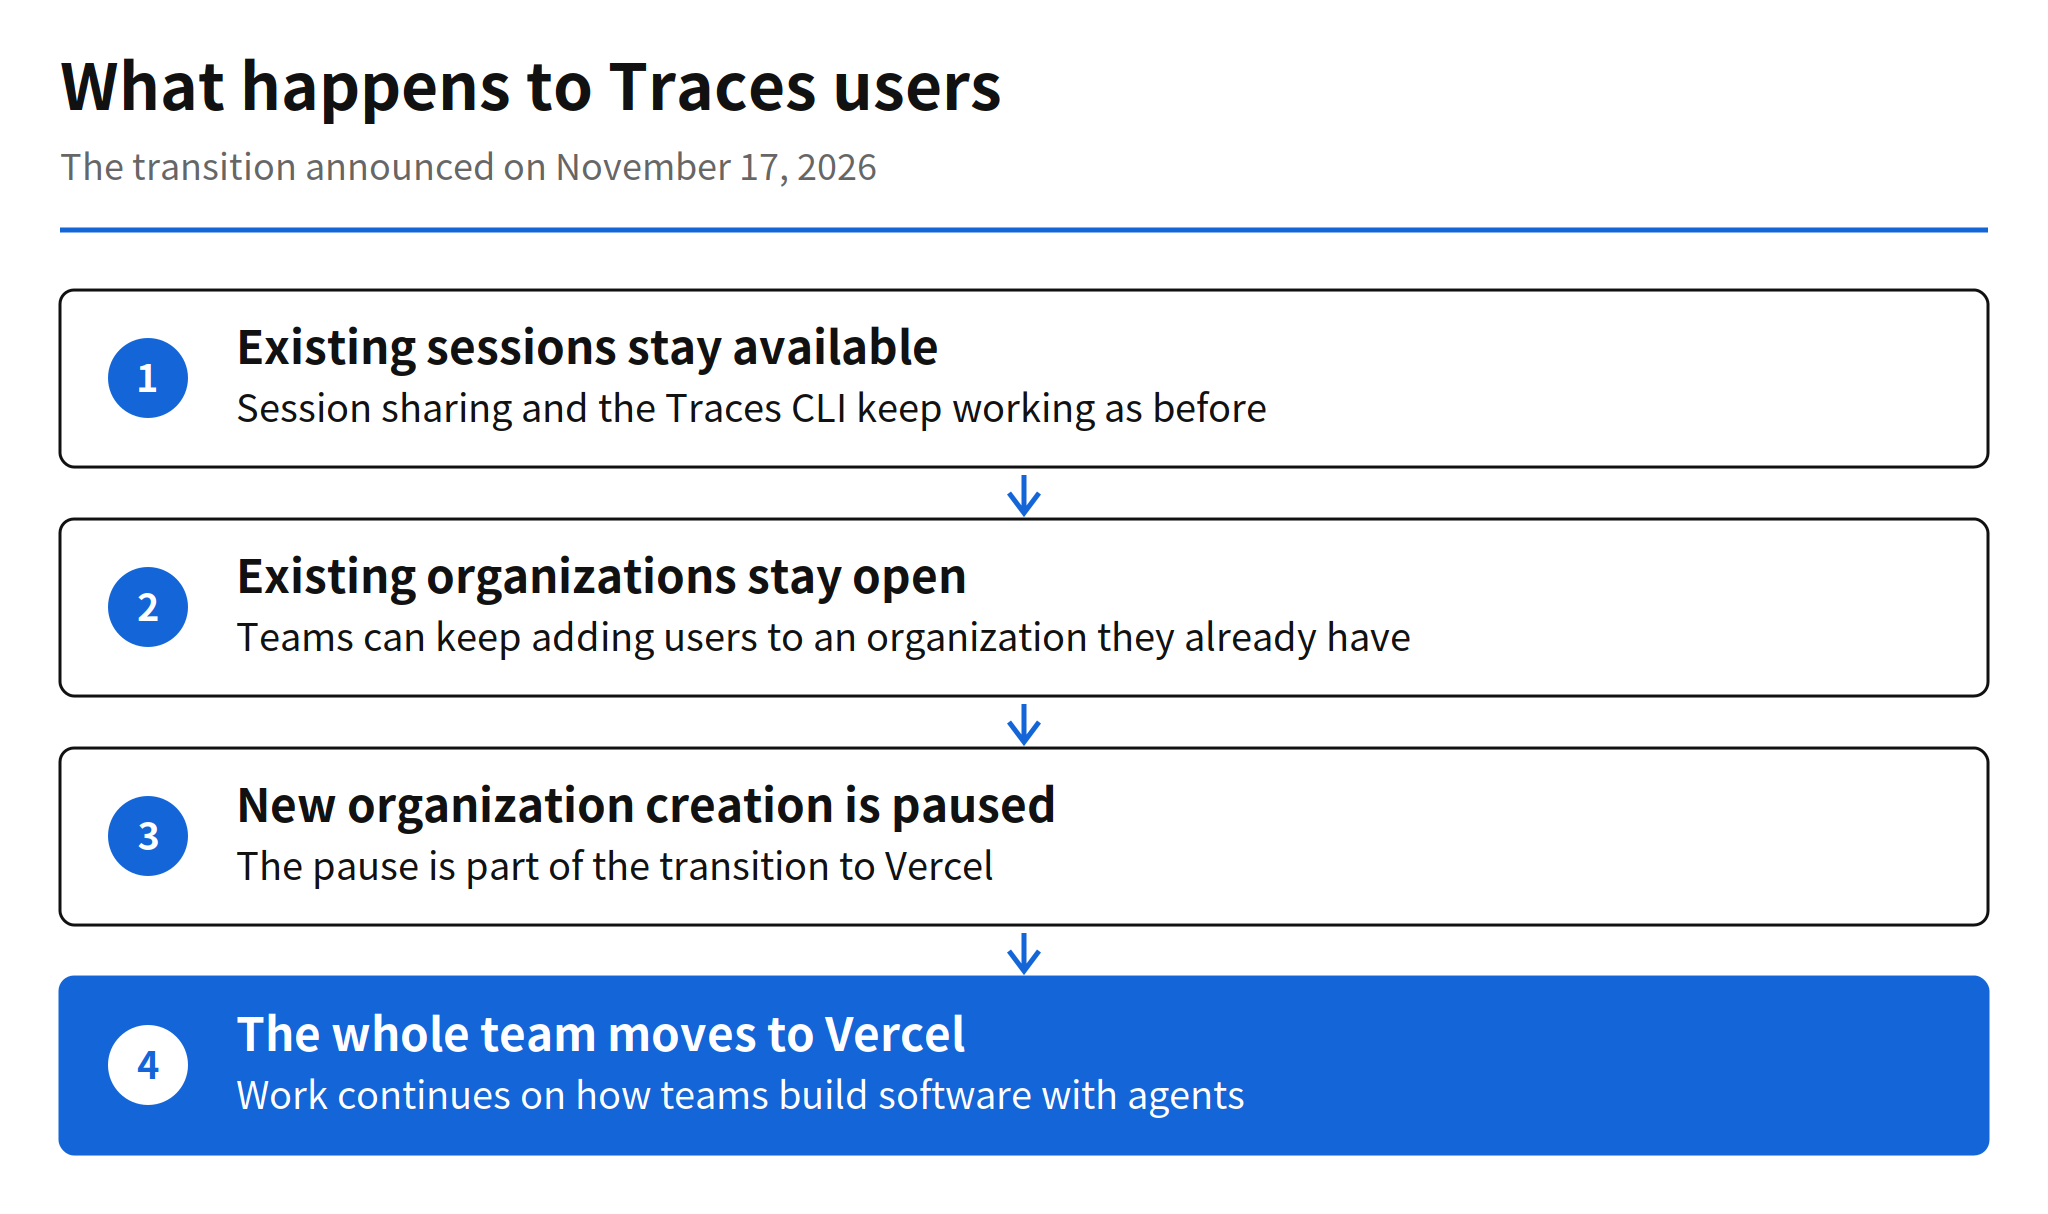 What happens to Traces users
The transition announced on November 17, 2026
1
Existing sessions stay available
Session sharing and the Traces CLI keep working as before
2
Existing organizations stay open
Teams can keep adding users to an organization they already have
3
New organization creation is paused
The pause is part of the transition to Vercel
4
The whole team moves to Vercel
Work continues on how teams build software with agents